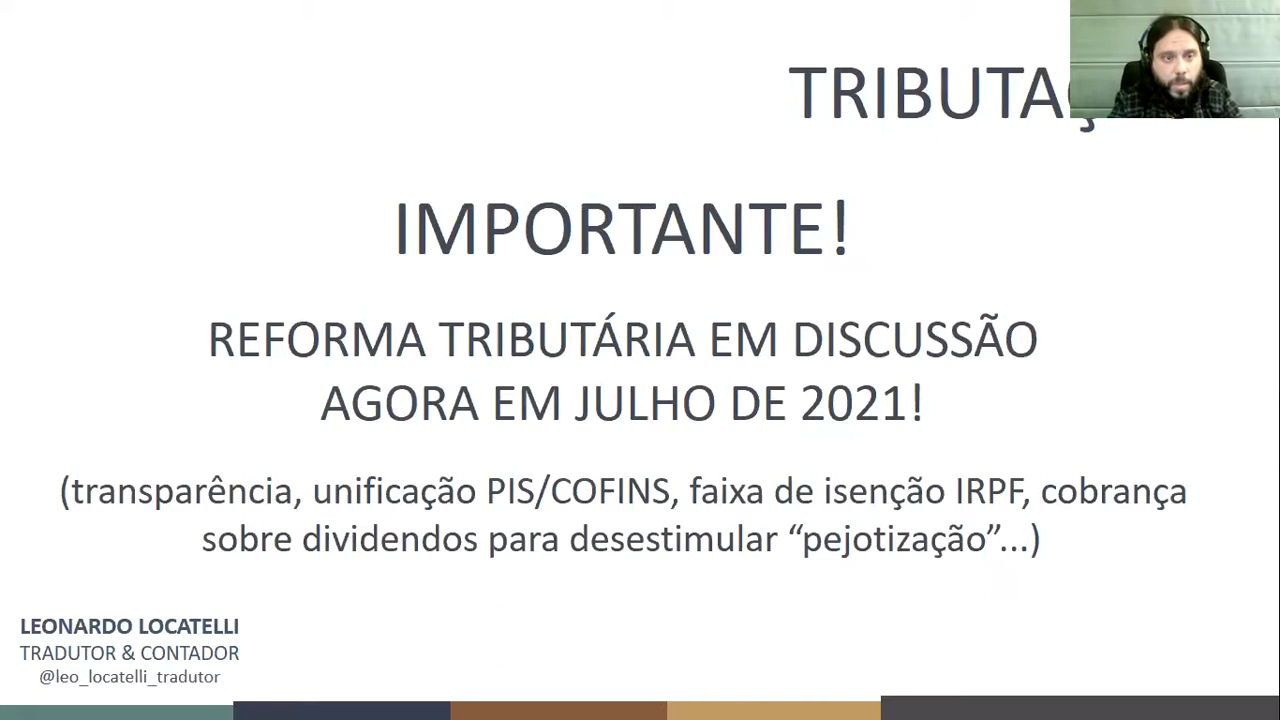 IMPORTANTE!
REFORMA TRIBUTÁRIA EM DISCUSSÃO
AGORA EM JULHO DE 2021!
(transparência, unificação PIS/COFINS, faixa de isenção IRPF, cobrança
sobre dividendos para desestimular “pejotização”...)
LEONARDO LOCATELLI
TRADUTOR & CONTADOR
@leo_locatelli_tradutor